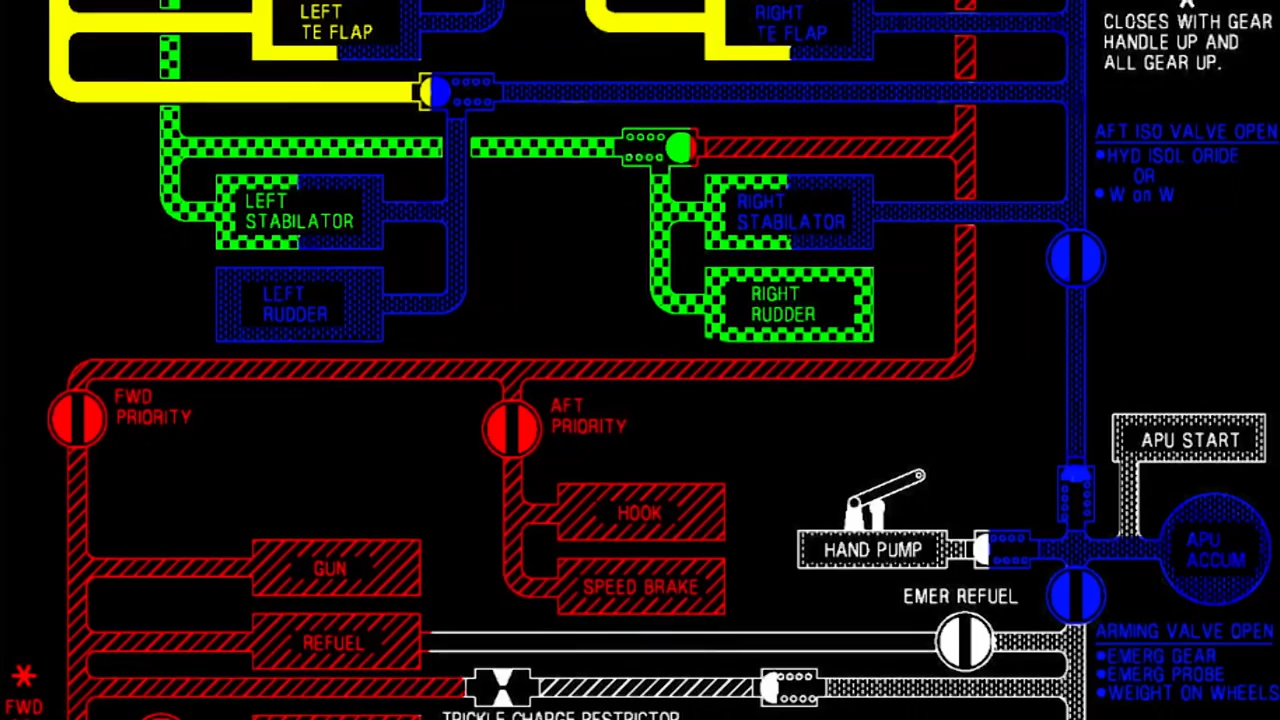 LEFT
TE FLAP
RIGHT
TE FLAP
CLOSES WITH GEAR
HANDLE UP AND
ALL GEAR UP.
AFT ISO VALVE OPEN
•HYD ISOL ORIDE
OR
•W on W
LEFT
STABILATOR
RIGHT
STABILATOR
LEFT
RUDDER
RIGHT
RUDDER
FWD
PRIORITY
AFT
PRIORITY
APU START
HOOK
HAND PUMP
APU
ACCUM
GUN
SPEED BRAKE
EMER REFUEL
REFUEL
ARMING VALVE OPEN
•EMERG GEAR
•EMERG PROBE
•WEIGHT ON WHEELS
*
FWD
TRICKLE CHARGE RESTRICTOR